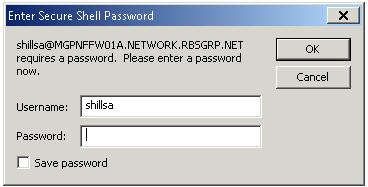 Enter Secure Shell Password
shillsa@MGPNFFW01A.NETWORK.RBSGRP.NET
requires a password. Please enter a password
now.
OK
Cancel
Username: shillsa
Password:
Save password